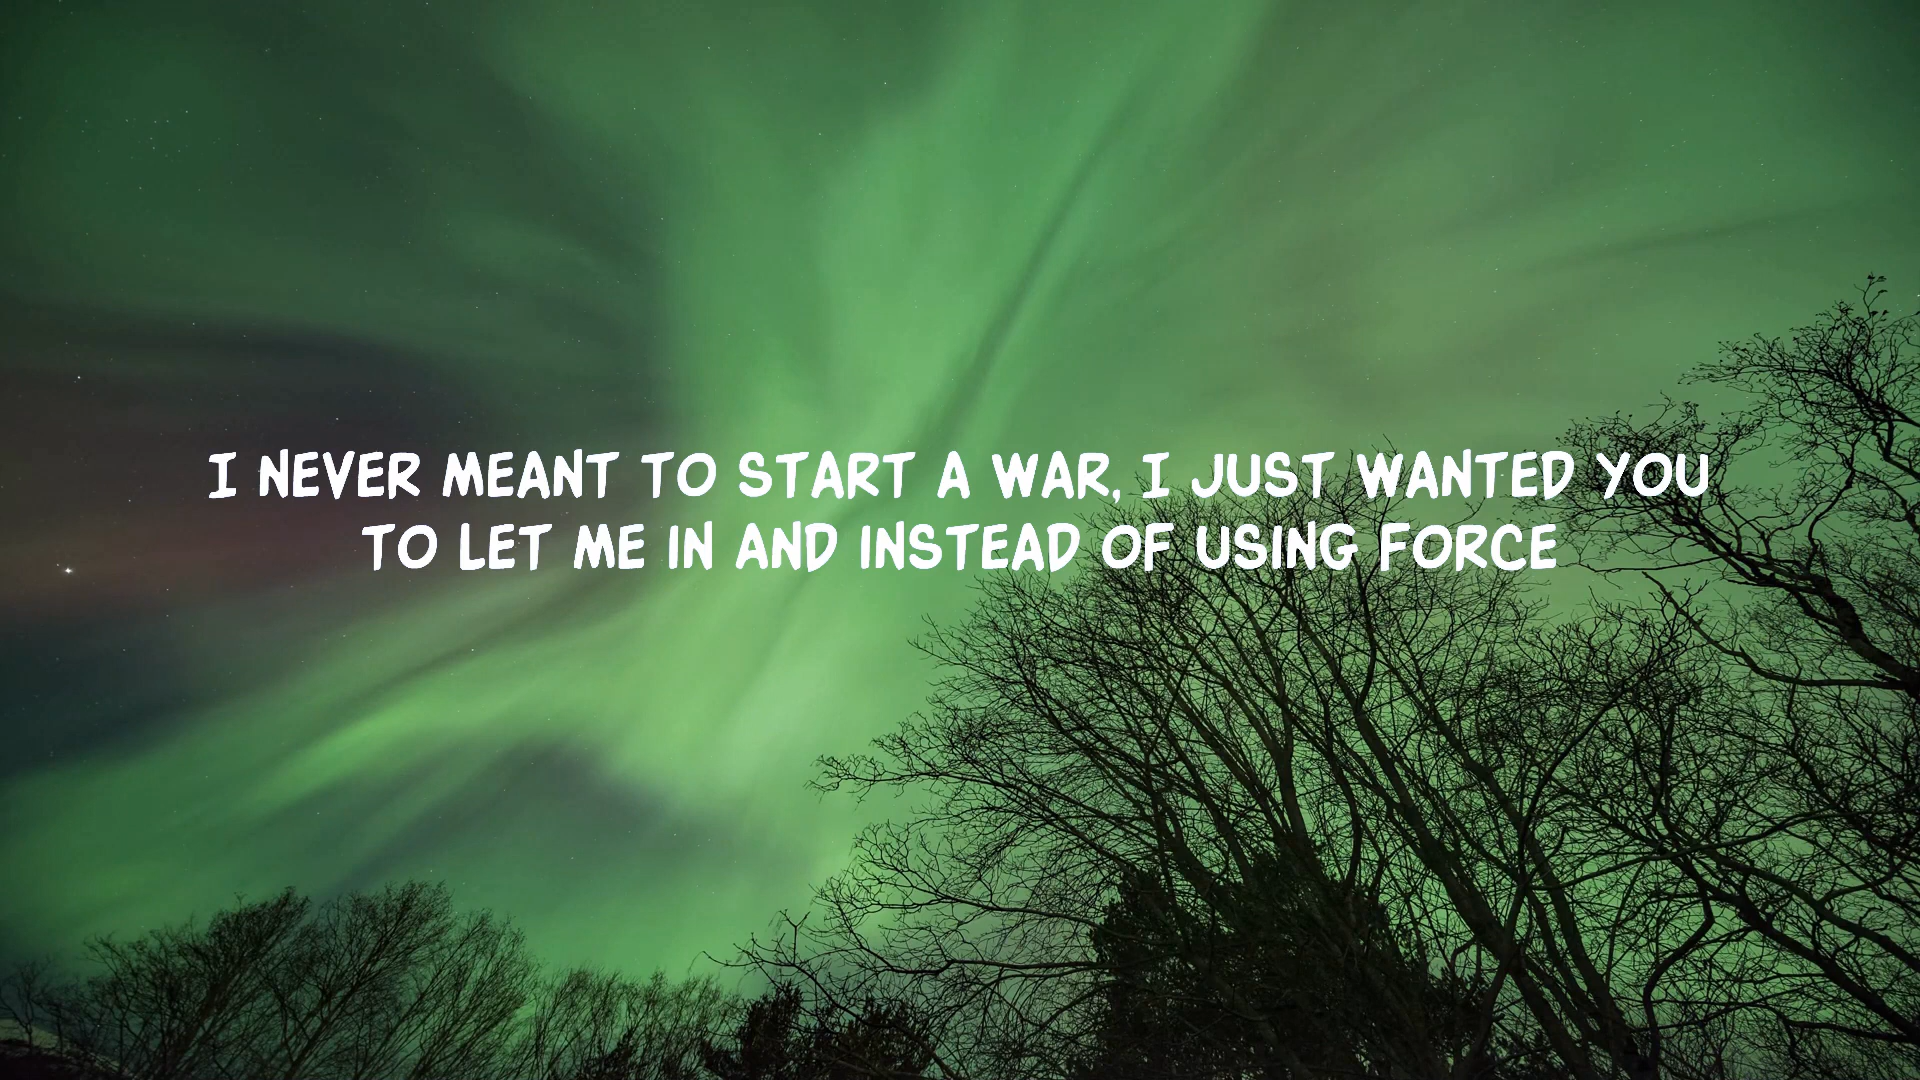 I NEVER MEANT TO START A WAR, I JUST WANTED YOU
TO LET ME IN AND INSTEAD OF USING FORCE